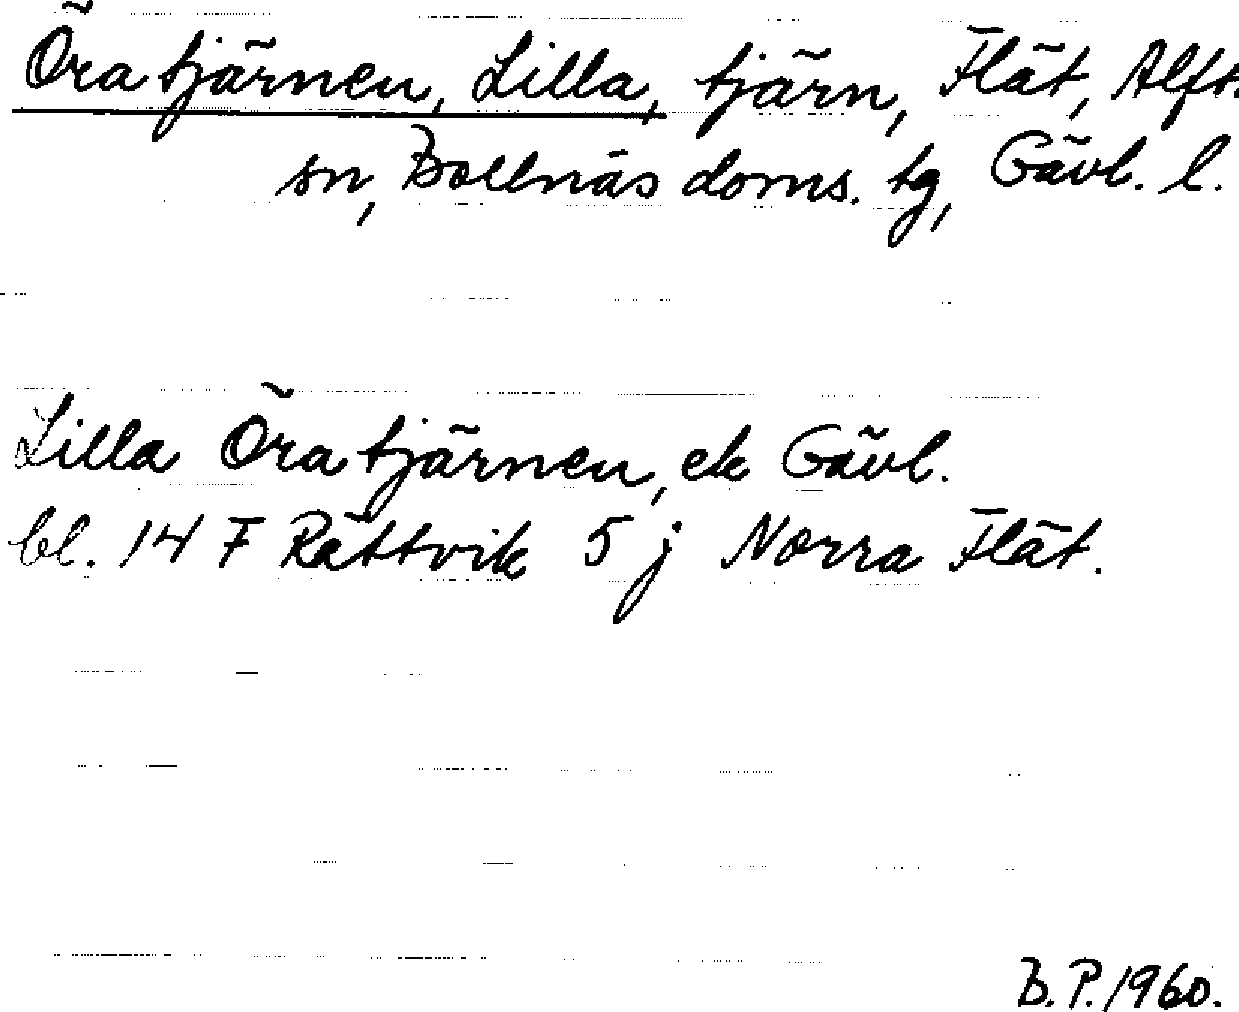 Öratjärnen, Lilla, tjärn, Flät, Alft.
sn, Bollnäs doms. tg, Gävl. l.
Lilla Öratjärnen, ek Gävl.
bl. 14 F Rättvik 5 j Norra Flät.
B. P. 1960.